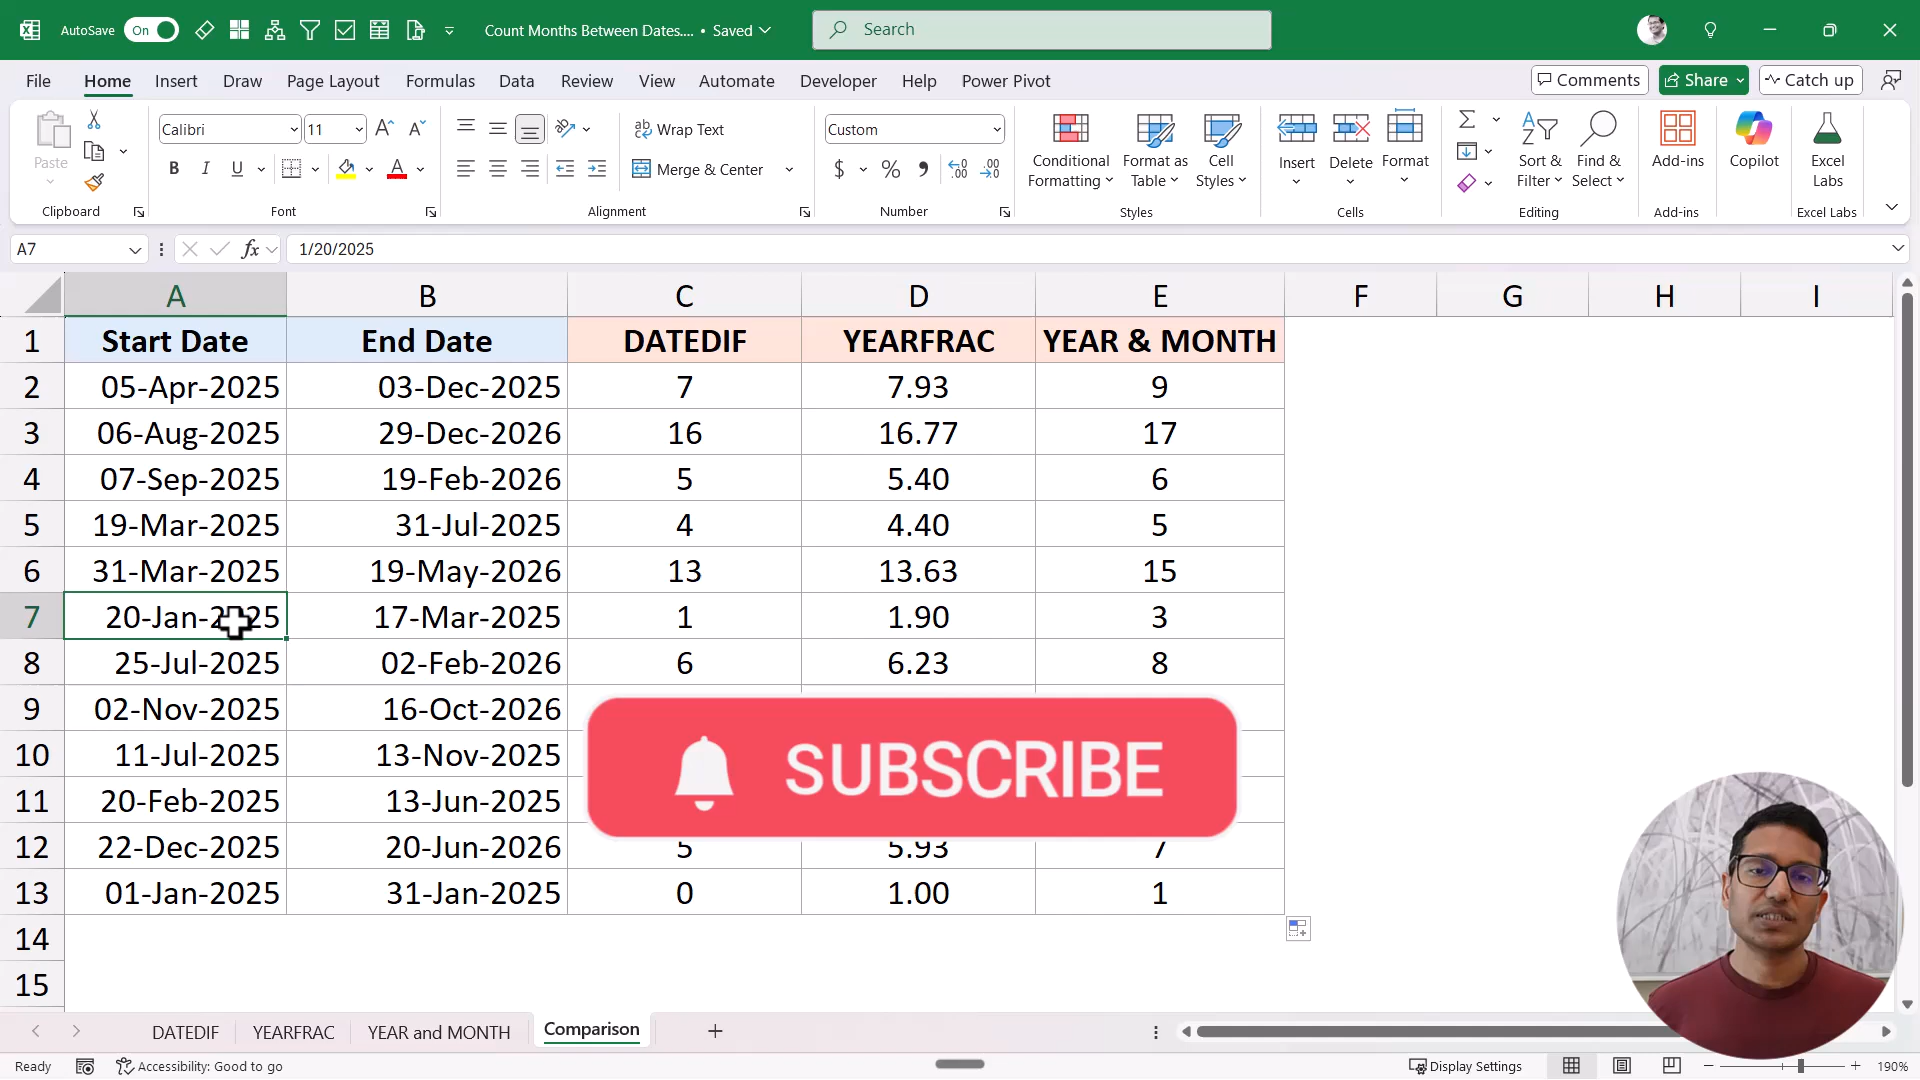 AutoSave On Count Months Between Dates.... • Saved Search
File Home Insert Draw Page Layout Formulas Data Review View Automate Developer Help Power Pivot Comments Share Catch up
Paste Calibri 11 Wrap Text Custom Conditional Formatting Format as Table Cell Styles Insert Delete Format Sort & Filter Find & Select Add-ins Copilot Excel Labs
B I U A Merge & Center $ % 9
Clipboard Font Alignment Number Styles Cells Editing Add-ins Excel Labs
A7 fx 1/20/2025
A B C D E F G H I
1 Start Date End Date DATEDIF YEARFRAC YEAR & MONTH
2 05-Apr-2025 03-Dec-2025 7 7.93 9
3 06-Aug-2025 29-Dec-2026 16 16.77 17
4 07-Sep-2025 19-Feb-2026 5 5.40 6
5 19-Mar-2025 31-Jul-2025 4 4.40 5
6 31-Mar-2025 19-May-2026 13 13.63 15
7 20-Jan-2025 17-Mar-2025 1 1.90 3
8 25-Jul-2025 02-Feb-2026 6 6.23 8
9 02-Nov-2025 16-Oct-2026
10 11-Jul-2025 13-Nov-2025
SUBSCRIBE
11 20-Feb-2025 13-Jun-2025
12 22-Dec-2025 20-Jun-2026 5 5.93 7
13 01-Jan-2025 31-Jan-2025 0 1.00 1
14
15
DATEDIF YEARFRAC YEAR and MONTH Comparison
Ready Accessibility: Good to go Display Settings 190%